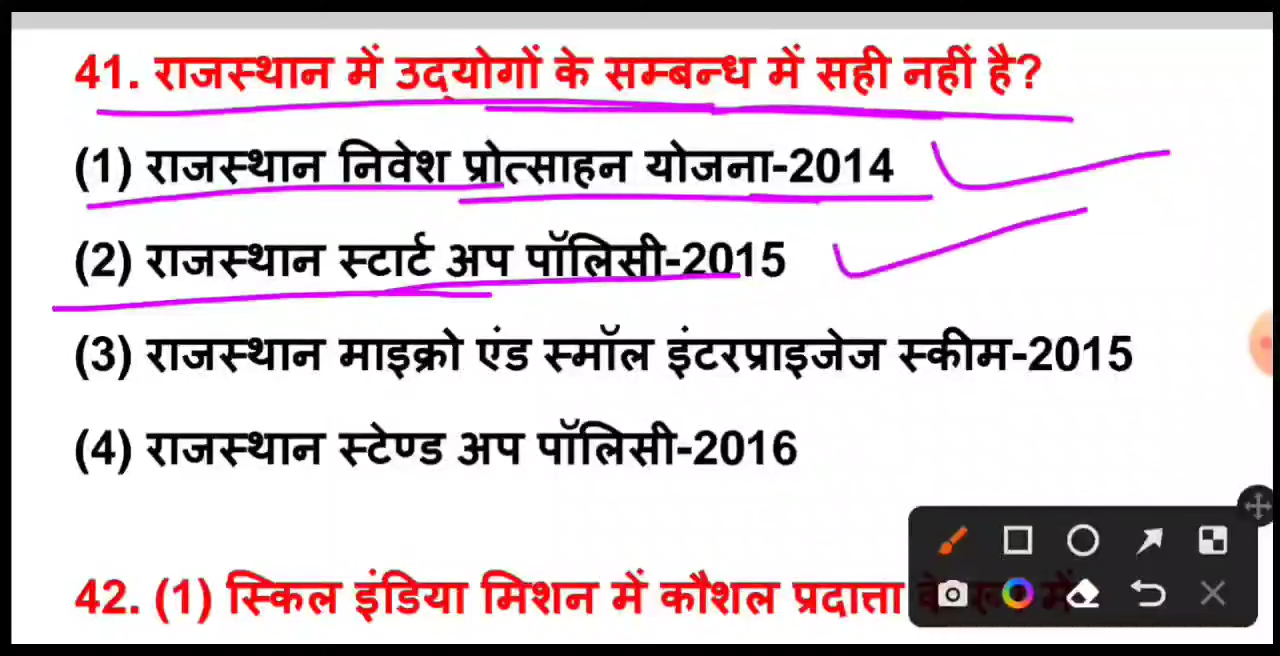 41. राजस्थान में उद्योगों के सम्बन्ध में सही नहीं है?
(1) राजस्थान निवेश प्रोत्साहन योजना-2014
(2) राजस्थान स्टार्ट अप पॉलिसी-2015
(3) राजस्थान माइक्रो एंड स्मॉल इंटरप्राइजेज स्कीम-2015
(4) राजस्थान स्टेण्ड अप पॉलिसी-2016
42. (1) स्किल इंडिया मिशन में कौशल प्रदात्ता के रूप में